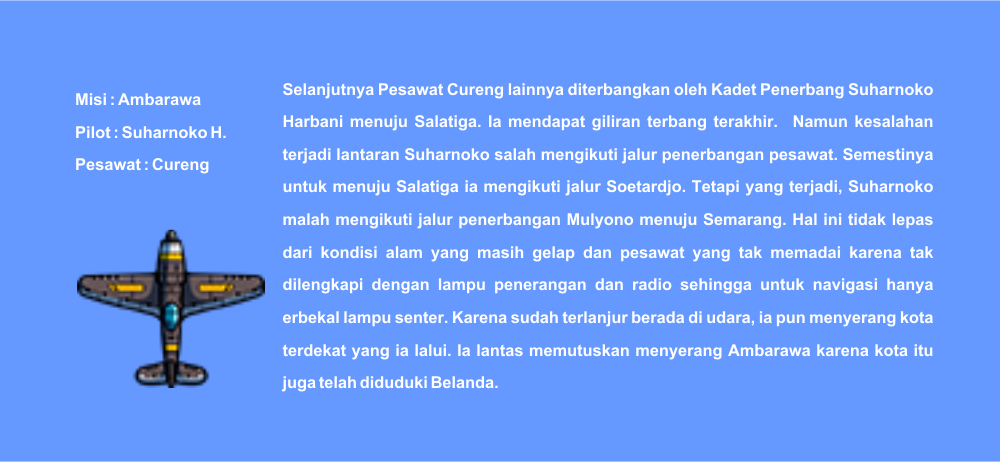 Misi : Ambarawa
Pilot : Suharnoko H.
Pesawat : Cureng
Selanjutnya Pesawat Cureng lainnya diterbangkan oleh Kadet Penerbang Suharnoko
Harbani menuju Salatiga. Ia mendapat giliran terbang terakhir.  Namun kesalahan
terjadi lantaran Suharnoko salah mengikuti jalur penerbangan pesawat. Semestinya
untuk menuju Salatiga ia mengikuti jalur Soetardjo. Tetapi yang terjadi, Suharnoko
malah mengikuti jalur penerbangan Mulyono menuju Semarang. Hal ini tidak lepas
dari kondisi alam yang masih gelap dan pesawat yang tak memadai karena tak
dilengkapi dengan lampu penerangan dan radio sehingga untuk navigasi hanya
erbekal lampu senter. Karena sudah terlanjur berada di udara, ia pun menyerang kota
terdekat yang ia lalui. Ia lantas memutuskan menyerang Ambarawa karena kota itu
juga telah diduduki Belanda.